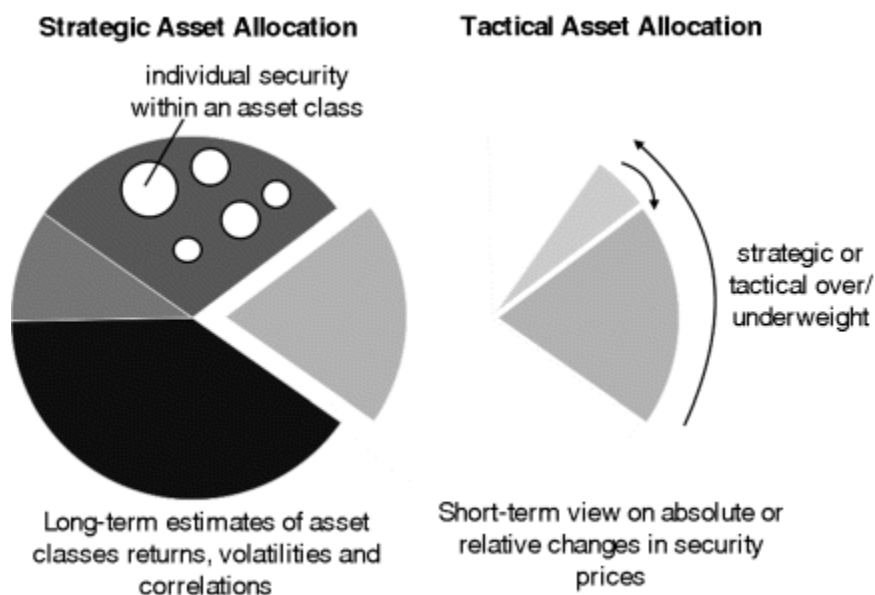 Strategic Asset Allocation
individual security
within an asset class
Long-term estimates of asset
classes returns, volatilities and
correlations
Tactical Asset Allocation
strategic or
tactical over/
underweight
Short-term view on absolute or
relative changes in security
prices